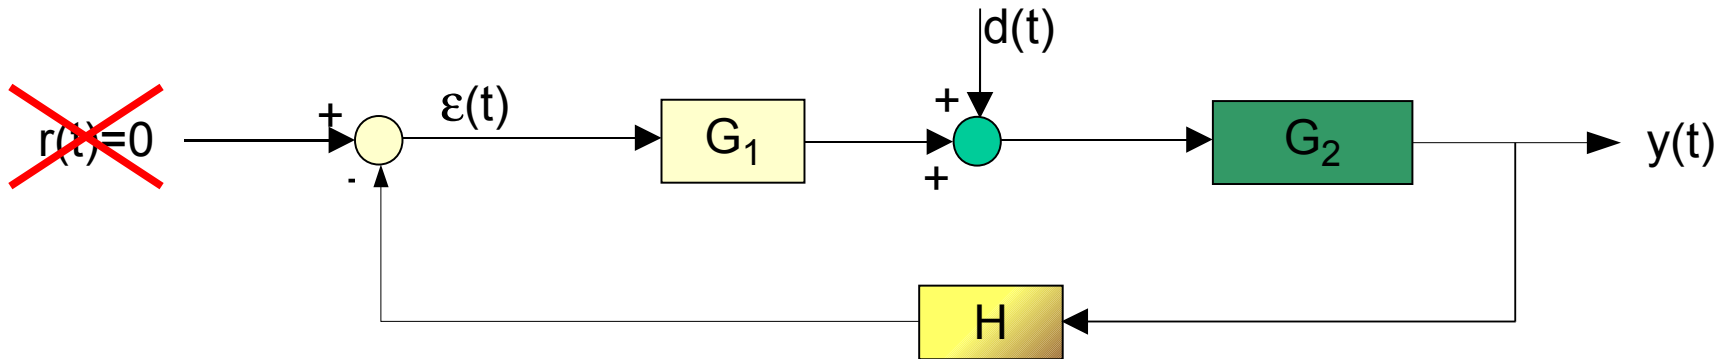 d(t)
r(t)=0
+
-
ε(t)
G₁
+
+
G₂
y(t)
H